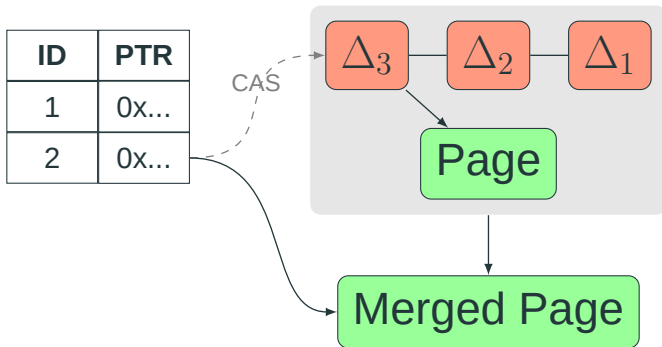 ID PTR
1 0x...
2 0x...
CAS
Δ₃ Δ₂ Δ₁
Page
Merged Page